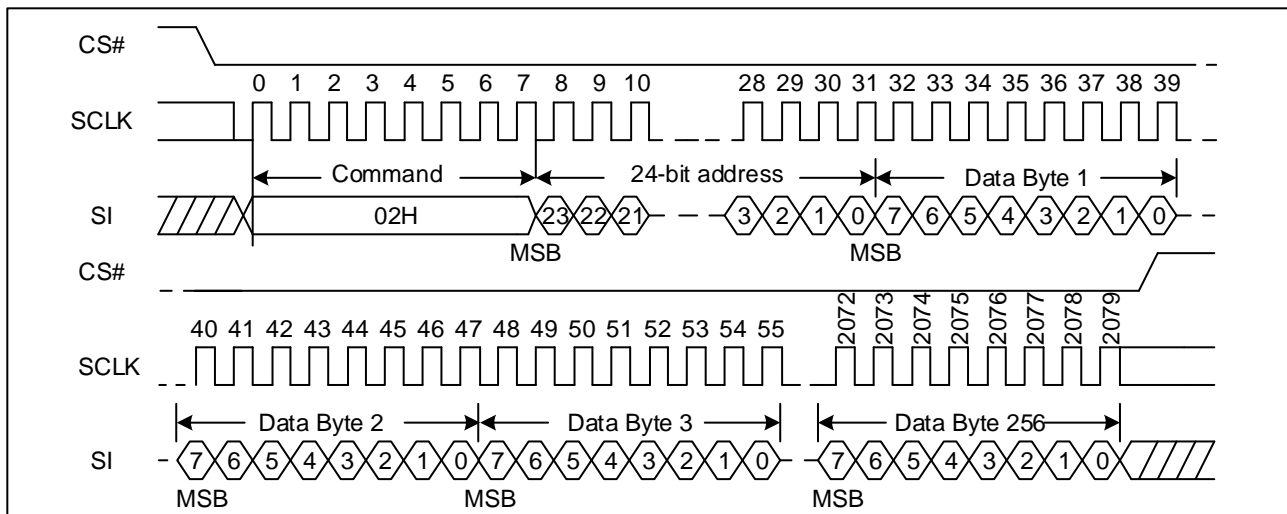 CS#
0 1 2 3 4 5 6 7 8 9 10 28 29 30 31 32 33 34 35 36 37 38 39
SCLK
Command 24-bit address Data Byte 1
SI 02H 23 22 21 3 2 1 0 7 6 5 4 3 2 1 0
MSB MSB
CS#
40 41 42 43 44 45 46 47 48 49 50 51 52 53 54 55 2072 2073 2074 2075 2076 2077 2078 2079
SCLK
Data Byte 2 Data Byte 3 Data Byte 256
SI 7 6 5 4 3 2 1 0 7 6 5 4 3 2 1 0 7 6 5 4 3 2 1 0
MSB MSB MSB